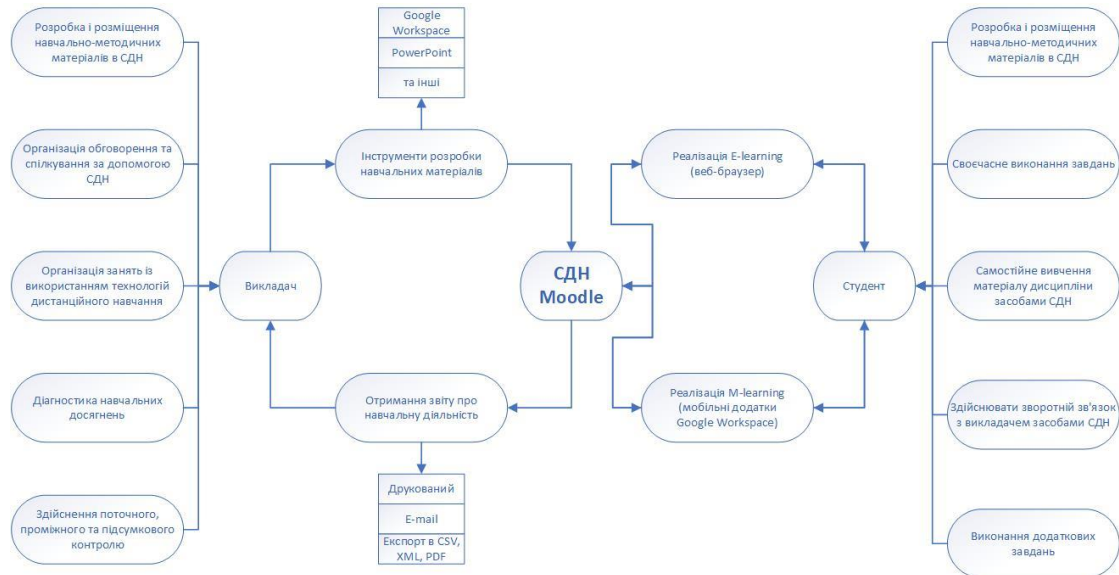 Розробка і розміщення
навчально-методичних
матеріалів в СДН
Організація обговорення та
спілкування за допомогою
СДН
Організація занять із
використанням технологій
дистанційного навчання
Діагностика навчальних
досягнень
Здійснення поточного,
проміжного та підсумкового
контролю
Викладач
Google
Workspace
PowerPoint
та інші
Інструменти розробки
навчальних матеріалів
СДН
Moodle
Отримання звіту про
навчальну діяльність
Друкований
E-mail
Експорт в CSV,
XML, PDF
Реалізація E-learning
(веб-браузер)
Реалізація M-learning
(мобільні додатки
Google Workspace)
Студент
Розробка і розміщення
навчально-методичних
матеріалів в СДН
Своєчасне виконання завдань
Самостійне вивчення
матеріалу дисципліни
засобами СДН
Здійснювати зворотній зв'язок
з викладачем засобами СДН
Виконання додаткових
завдань